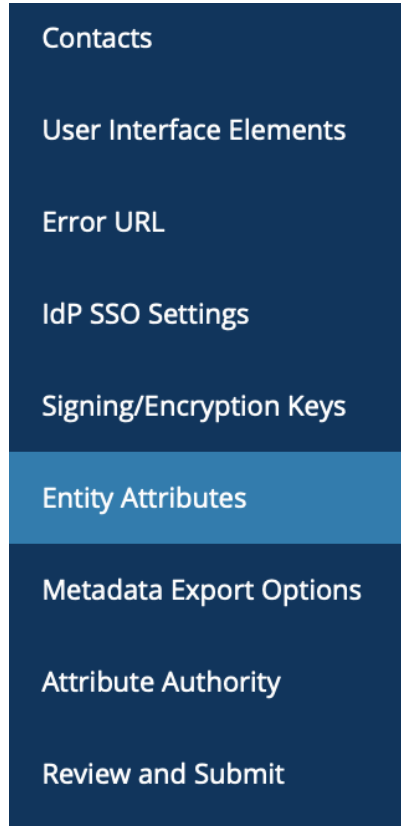 Contacts
User Interface Elements
Error URL
IdP SSO Settings
Signing/Encryption Keys
Entity Attributes
Metadata Export Options
Attribute Authority
Review and Submit